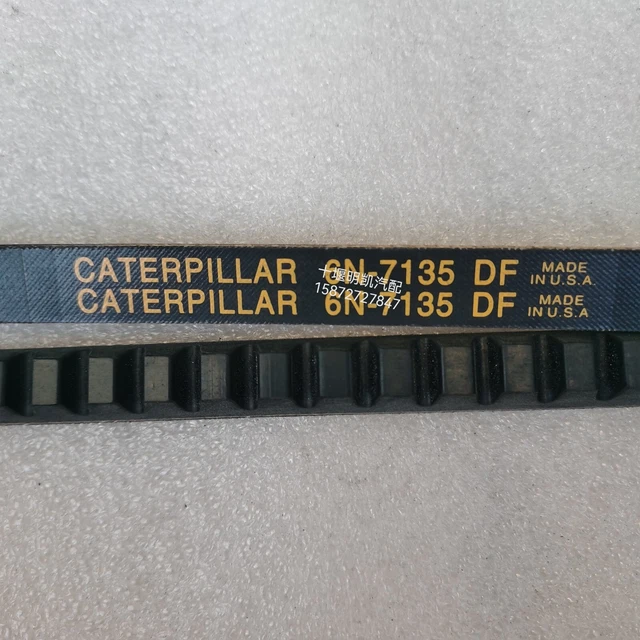 CATERPILLAR 6N-7135 DF MADE IN U.S.A
CATERPILLAR 6N-7135 DF MADE IN U.S.A
十堰明凯汽配
15872727847